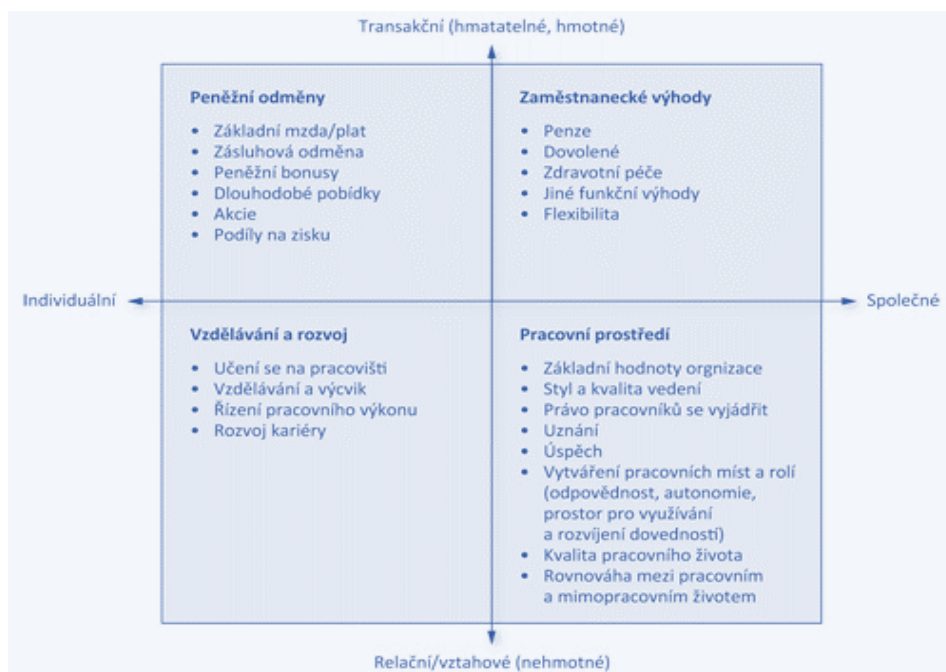 Transakční (hmatatelné, hmotné)
Peněžní odměny
• Základní mzda/plat
• Zásluhová odměna
• Peněžní bonusy
• Dlouhodobé pobídky
• Akcie
• Podíly na zisku
Zaměstnanecké výhody
• Penze
• Dovolené
• Zdravotní péče
• Jiné funkční výhody
• Flexibilita
Individuální
Společné
Vzdělávání a rozvoj
• Učení se na pracovišti
• Vzdělávání a výcvik
• Řízení pracovního výkonu
• Rozvoj kariéry
Pracovní prostředí
• Základní hodnoty orgnizace
• Styl a kvalita vedení
• Právo pracovníků se vyjádřit
• Uznání
• Úspěch
• Vytváření pracovních míst a rolí
(odpovědnost, autonomie,
prostor pro využívání
a rozvíjení dovedností)
• Kvalita pracovního života
• Rovnováha mezi pracovním
a mimopracovním životem
Relační/vztahové (nehmotné)